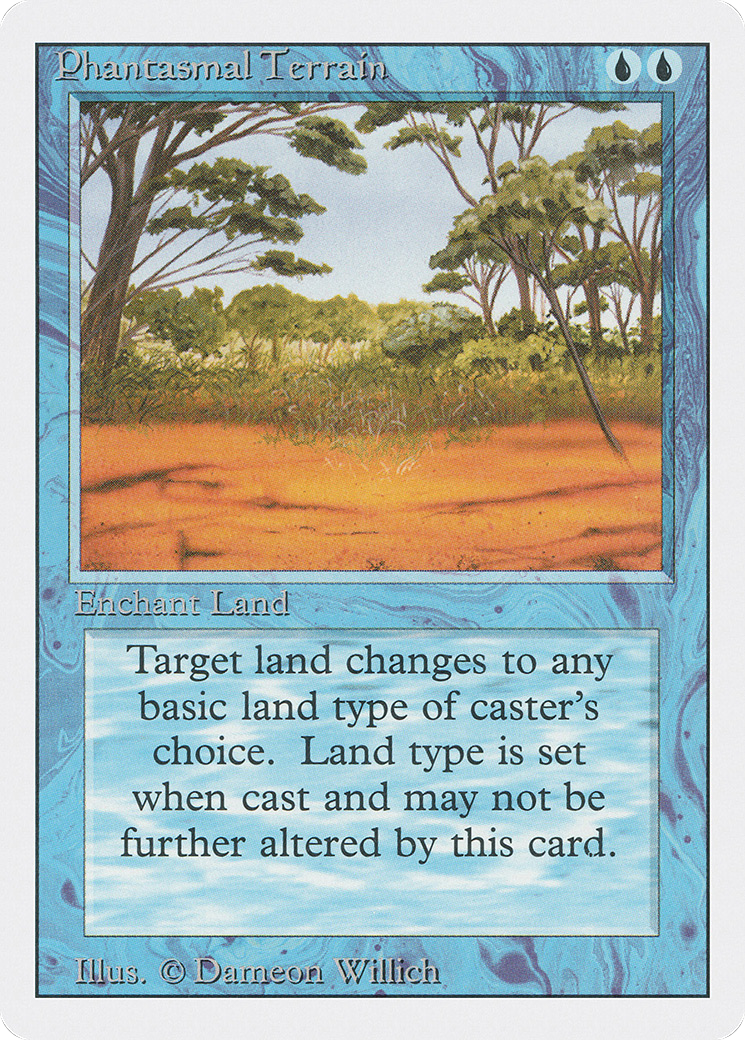 Phantasmal Terrain
Enchant Land
Target land changes to any
basic land type of caster's
choice. Land type is set
when cast and may not be
further altered by this card.
Illus. © Dameon Willich